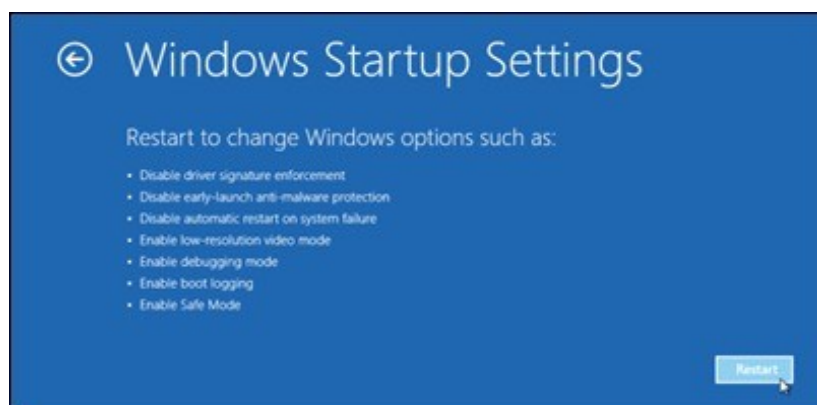 Windows Startup Settings
Restart to change Windows options such as:
• Disable driver signature enforcement
• Disable early-launch anti-malware protection
• Disable automatic restart on system failure
• Enable low-resolution video mode
• Enable debugging mode
• Enable boot logging
• Enable Safe Mode
Restart